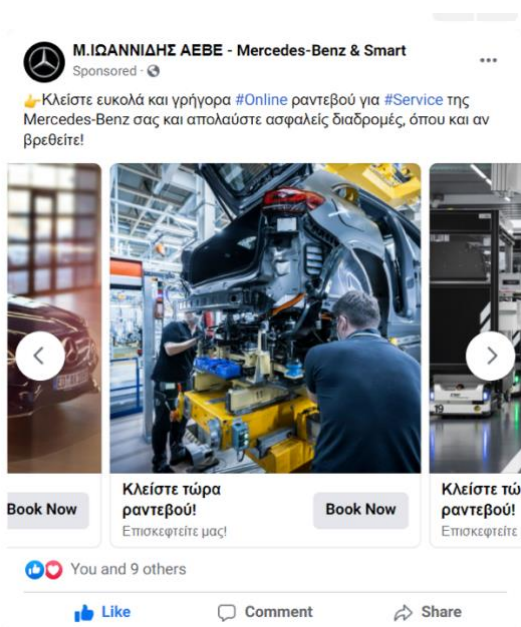 Μ.ΙΩΑΝΝΙΔΗΣ ΑΕΒΕ - Mercedes-Benz & Smart
Sponsored ·
👉Κλείστε ευκολά και γρήγορα #Online ραντεβού για #Service της
Mercedes-Benz σας και απολαύστε ασφαλείς διαδρομές, όπου και αν
βρεθείτε!
19
Book Now
Κλείστε τώρα
ραντεβού!
Επισκεφτείτε μας!
Book Now
Κλείστε τώ
ραντεβού!
Επισκεφτείτε
You and 9 others
Like
Comment
Share